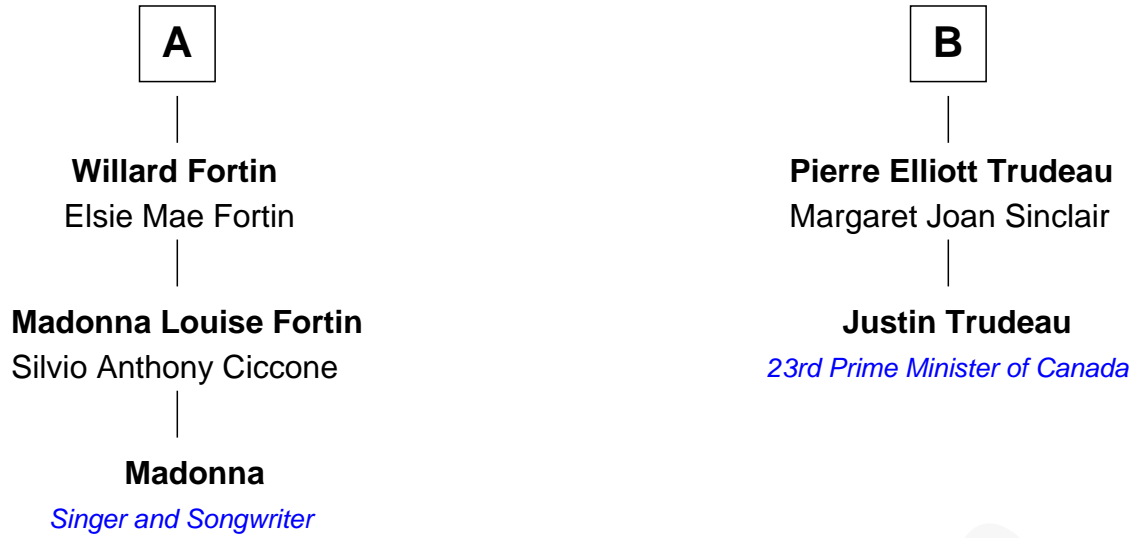 A
Willard Fortin
Elsie Mae Fortin
Madonna Louise Fortin
Silvio Anthony Ciccone
Madonna
Singer and Songwriter
B
Pierre Elliott Trudeau
Margaret Joan Sinclair
Justin Trudeau
23rd Prime Minister of Canada